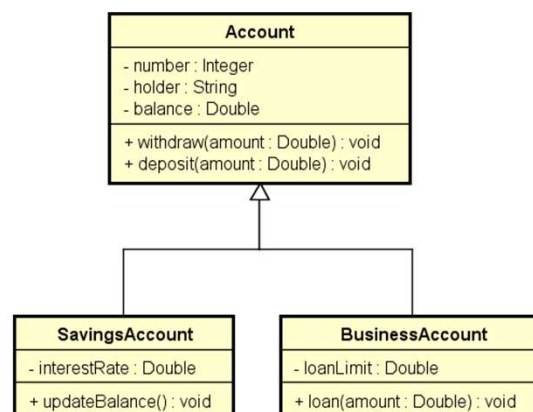 Account
- number : Integer
- holder : String
- balance : Double
+ withdraw(amount : Double) : void
+ deposit(amount : Double) : void
SavingsAccount
- interestRate : Double
+ updateBalance() : void
BusinessAccount
- loanLimit : Double
+ loan(amount : Double) : void